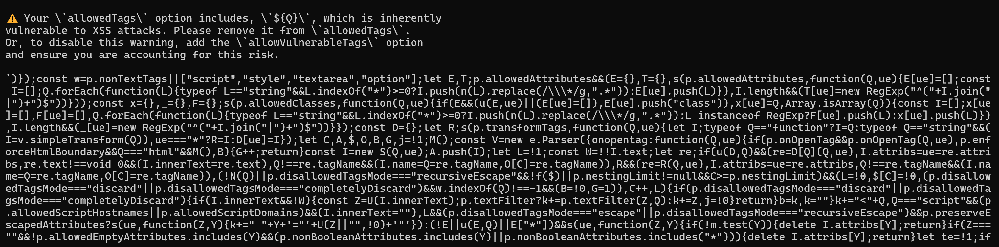 ⚠️ Your \`allowedTags\` option includes, \`${Q}\`, which is inherently
vulnerable to XSS attacks. Please remove it from \`allowedTags\`.
Or, to disable this warning, add the \`allowVulnerableTags\` option
and ensure you are accounting for this risk.

`)});const w=p.nonTextTags||["script","style","textarea","option"];let E,T;p.allowedAttributes&&(E={},T={},s(p.allowedAttributes,function(Q,ue){E[ue]=[];const
 I=[];Q.forEach(function(L){typeof L=="string"&&L.indexOf("*")>=0?I.push(n(L).replace(/\\\*/g,".*")):E[ue].push(L)}),I.length&&(T[ue]=new RegExp("^("+I.join("
|")+")$"))}));const x={},_={},F={};s(p.allowedClasses,function(Q,ue){if(E&&(u(E,ue)||(E[ue]=[]),E[ue].push("class")),x[ue]=Q,Array.isArray(Q)){const I=[];x[ue
]=[],F[ue]=[],Q.forEach(function(L){typeof L=="string"&&L.indexOf("*")>=0?I.push(n(L).replace(/\\\*/g,".*")):L instanceof RegExp?F[ue].push(L):x[ue].push(L)})
,I.length&&(_[ue]=new RegExp("^("+I.join("|")+")$"))}});const D={};let R;s(p.transformTags,function(Q,ue){let I;typeof Q=="function"?I=Q:typeof Q=="string"&&(
I=v.simpleTransform(Q)),ue==="*"?R=I:D[ue]=I});let C,A,$,O,B,G,j=!1;M();const V=new e.Parser({onopentag:function(Q,ue){if(p.onOpenTag&&p.onOpenTag(Q,ue),p.enf
orceHtmlBoundary&&Q==="html"&&M(),B){G++;return}const I=new S(Q,ue);A.push(I);let L=!1;const W=!!I.text;let re;if(u(D,Q)&&(re=D[Q](Q,ue),I.attribs=ue=re.attri
bs,re.text!==void 0&&(I.innerText=re.text),Q!==re.tagName&&(I.name=Q=re.tagName,O[C]=re.tagName)),R&&(re=R(Q,ue),I.attribs=ue=re.attribs,Q!==re.tagName&&(I.na
me=Q=re.tagName,O[C]=re.tagName)),(!N(Q)||p.disallowedTagsMode==="recursiveEscape"&&!f($)||p.nestingLimit!=null&&C>=p.nestingLimit)&&(L=!0,$[C]=!0,(p.disallow
edTagsMode==="discard"||p.disallowedTagsMode==="completelyDiscard")&&w.indexOf(Q)!==-1&&(B=!0,G=1)),C++,L){if(p.disallowedTagsMode==="discard"||p.disallowedTa
gsMode==="completelyDiscard"){if(I.innerText&&!W){const Z=U(I.innerText);p.textFilter?k+=p.textFilter(Z,Q):k+=Z,j=!0}return}b=k,k=""}k+="<"+Q,Q==="script"&&(p
.allowedScriptHostnames||p.allowedScriptDomains)&&(I.innerText=""),L&&(p.disallowedTagsMode==="escape"||p.disallowedTagsMode==="recursiveEscape")&&p.preserveE
scapedAttributes?s(ue,function(Z,Y){k+=" "+Y+'="'+U(Z||"",!0)+'"'}):(!E||u(E,Q)||E["*"])&&s(ue,function(Z,Y){if(!m.test(Y)){delete I.attribs[Y];return}if(Z===
""&&!p.allowedEmptyAttributes.includes(Y)&&(p.nonBooleanAttributes.includes(Y)||p.nonBooleanAttributes.includes("*"))){delete I.attribs[Y];return}let te=!1;if